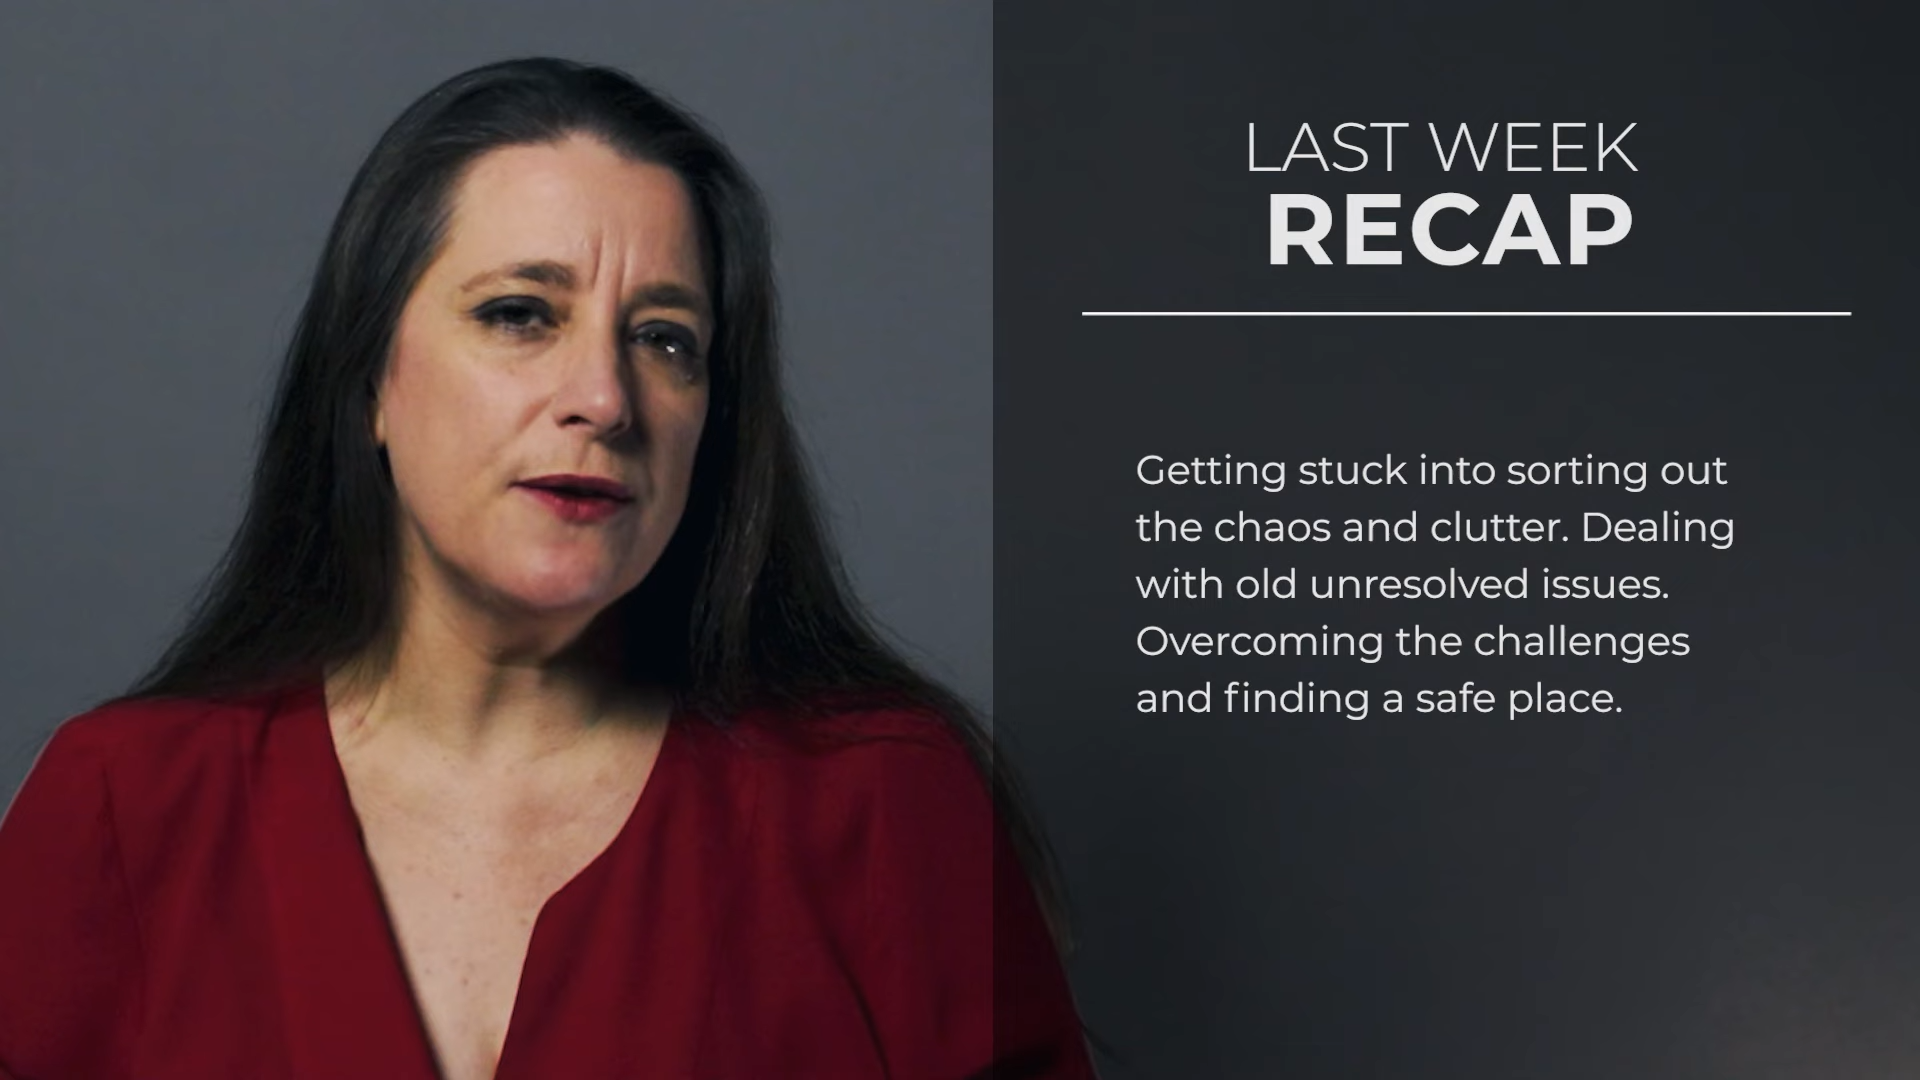 LAST WEEK
RECAP
Getting stuck into sorting out
the chaos and clutter. Dealing
with old unresolved issues.
Overcoming the challenges
and finding a safe place.